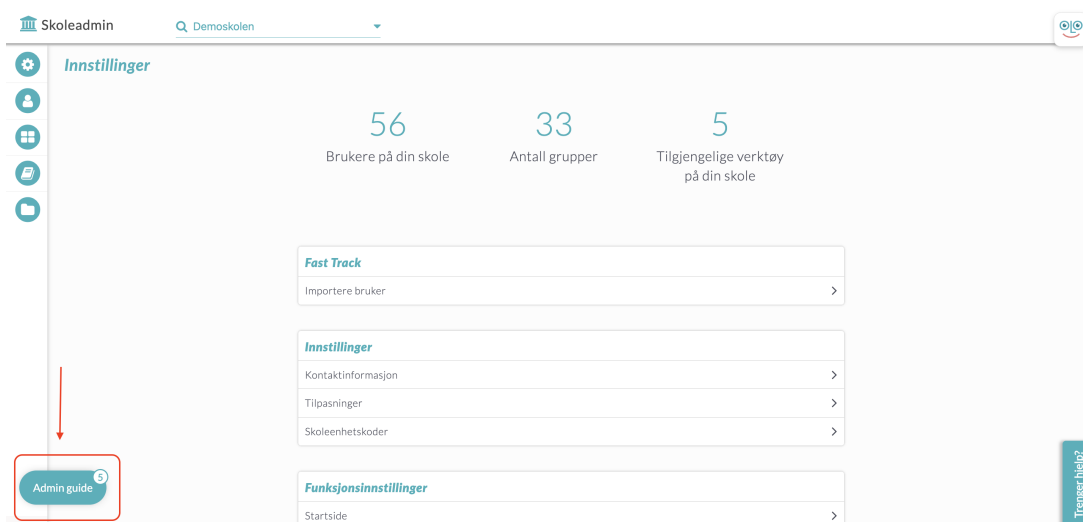 Skoleadmin
Demoskolen
Innstillinger
56
Brukere på din skole
33
Antall grupper
5
Tilgjengelige verktøy
på din skole
Fast Track
Importere bruker
Innstillinger
Kontaktinformasjon
Tilpasninger
Skoleenhetskoder
Admin guide
5
Funksjonsinnstillinger
Startside
Trenger hjelp?